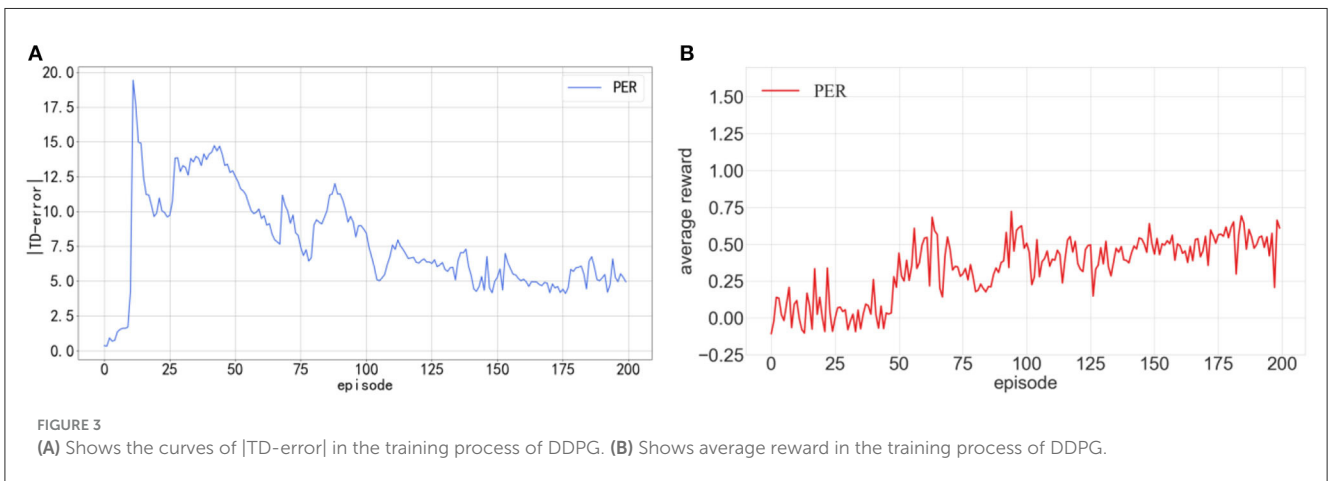 A
20.0
17.5
15.0
12.5
10.0
7.5
5.0
2.5
0.0
|TD-error|
PER
0 25 50 75 100 125 150 175 200
episode
B
1.50
1.25
1.00
0.75
0.50
0.25
0.00
−0.25
average reward
PER
0 25 50 75 100 125 150 175 200
episode
FIGURE 3
(A) Shows the curves of |TD-error| in the training process of DDPG. (B) Shows average reward in the training process of DDPG.